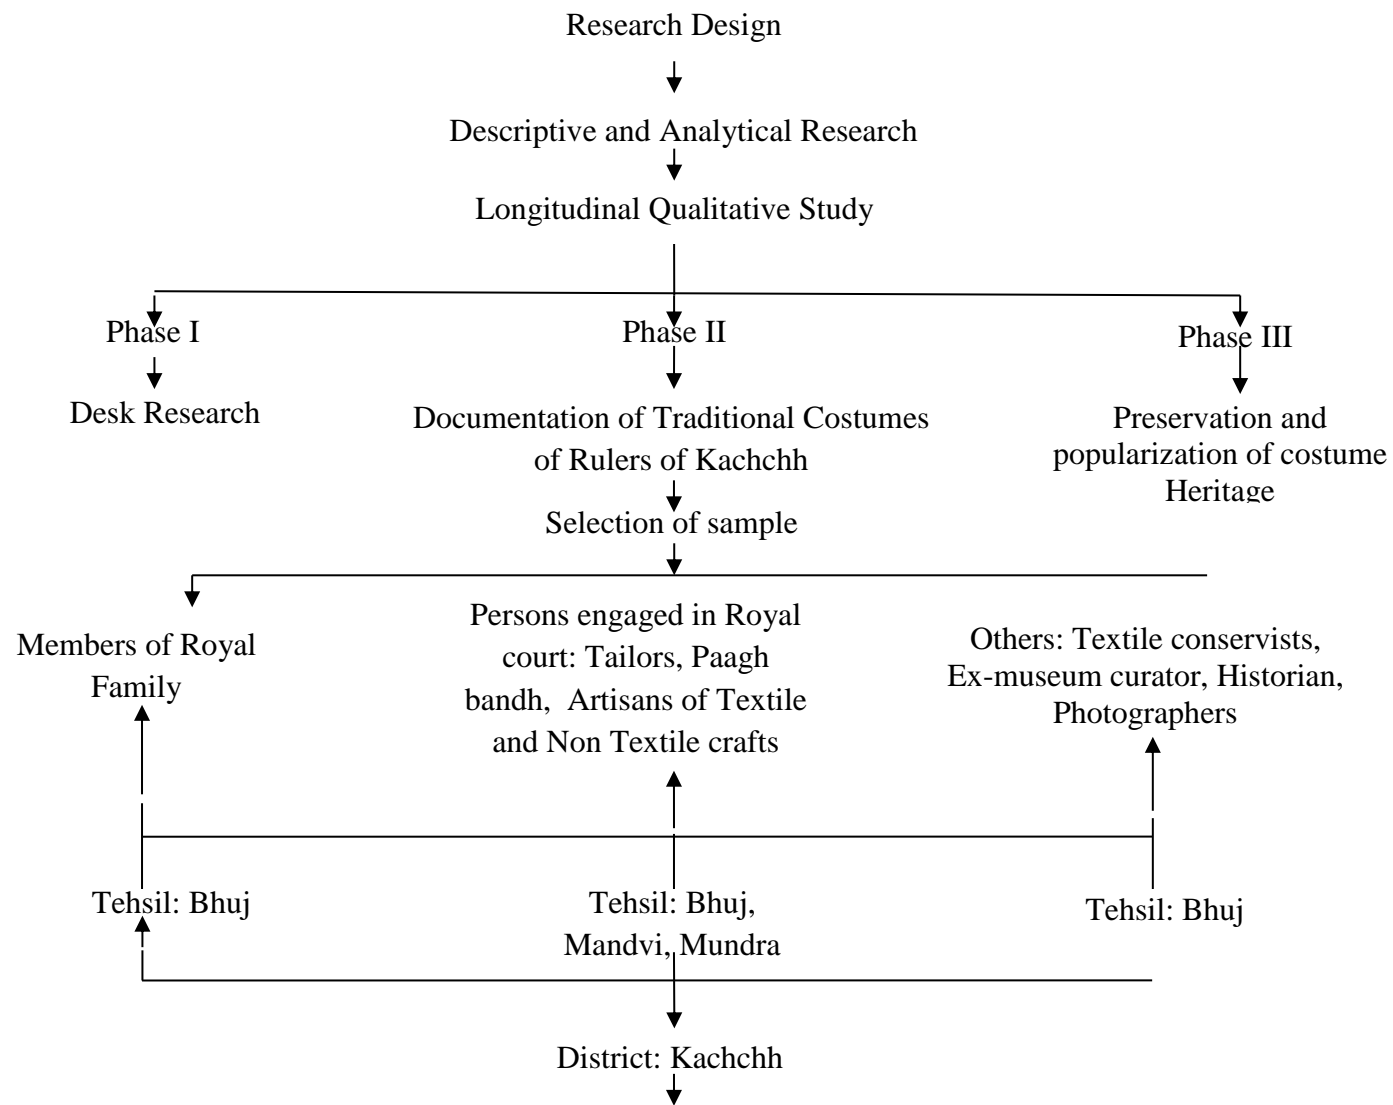 Research Design
Descriptive and Analytical Research
Longitudinal Qualitative Study
Phase I
Phase II
Phase III
Desk Research
Documentation of Traditional Costumes
of Rulers of Kachchh
Preservation and
popularization of costume
Heritage
Selection of sample
Members of Royal
Family
Persons engaged in Royal
court: Tailors, Paagh
bandh, Artisans of Textile
and Non Textile crafts
Others: Textile conservists,
Ex-museum curator, Historian,
Photographers
Tehsil: Bhuj
Tehsil: Bhuj,
Mandvi, Mundra
Tehsil: Bhuj
District: Kachchh